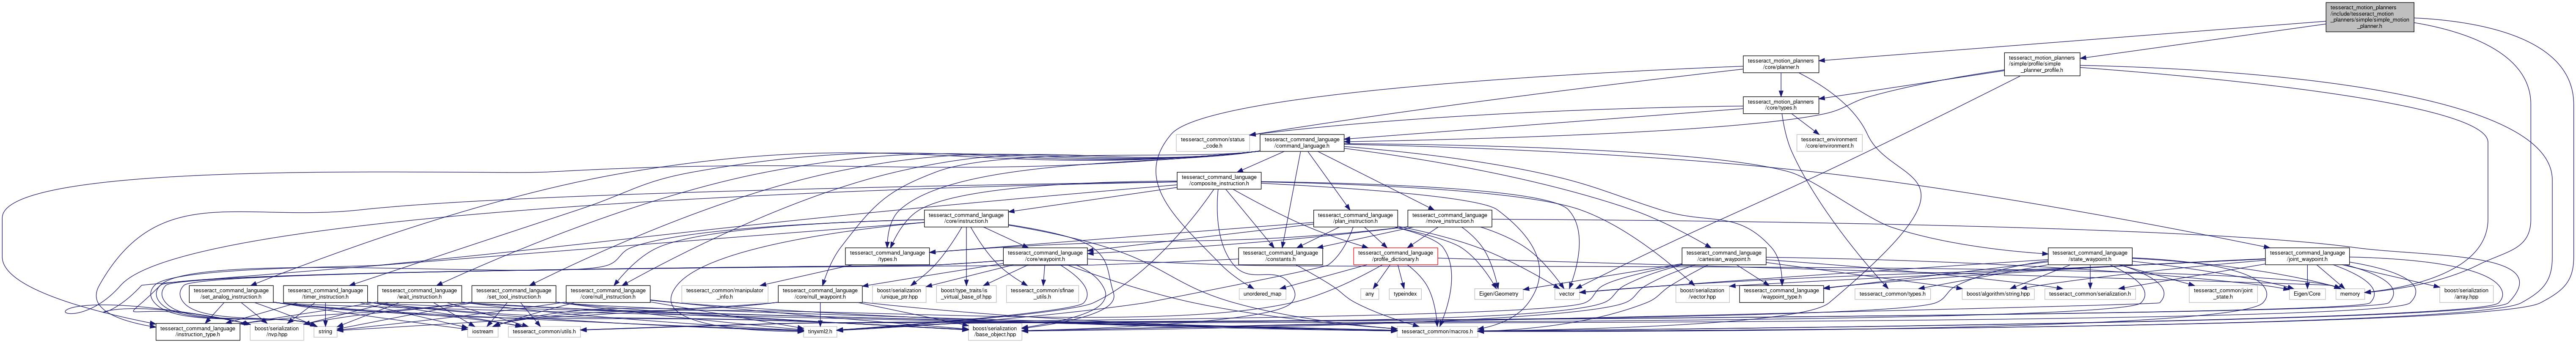 tesseract_motion_planners
/include/tesseract_motion
_planners/simple/simple_motion
_planner.h
tesseract_motion_planners
/core/planner.h
tesseract_motion_planners
/simple/profile/simple
_planner_profile.h
tesseract_motion_planners
/core/types.h
tesseract_common/status
_code.h
tesseract_command_language
/command_language.h
tesseract_environment
/core/environment.h
tesseract_command_language
/composite_instruction.h
tesseract_command_language
/core/instruction.h
tesseract_command_language
/plan_instruction.h
tesseract_command_language
/move_instruction.h
tesseract_command_language
/types.h
tesseract_command_language
/core/waypoint.h
tesseract_command_language
/constants.h
tesseract_command_language
/profile_dictionary.h
tesseract_command_language
/cartesian_waypoint.h
tesseract_command_language
/state_waypoint.h
tesseract_command_language
/joint_waypoint.h
tesseract_command_language
/set_analog_instruction.h
tesseract_command_language
/timer_instruction.h
tesseract_command_language
/wait_instruction.h
tesseract_command_language
/set_tool_instruction.h
tesseract_command_language
/core/null_instruction.h
tesseract_common/manipulator
_info.h
tesseract_command_language
/core/null_waypoint.h
boost/serialization
/unique_ptr.hpp
boost/type_traits/is
_virtual_base_of.hpp
tesseract_common/sfinae
_utils.h
unordered_map
any
typeindex
Eigen/Geometry
vector
boost/serialization
/vector.hpp
tesseract_command_language
/waypoint_type.h
tesseract_common/types.h
boost/algorithm/string.hpp
tesseract_common/serialization.h
tesseract_common/joint
_state.h
Eigen/Core
memory
boost/serialization
/array.hpp
tesseract_command_language
/instruction_type.h
boost/serialization
/nvp.hpp
string
iostream
tesseract_common/utils.h
tinyxml2.h
boost/serialization
/base_object.hpp
tesseract_common/macros.h